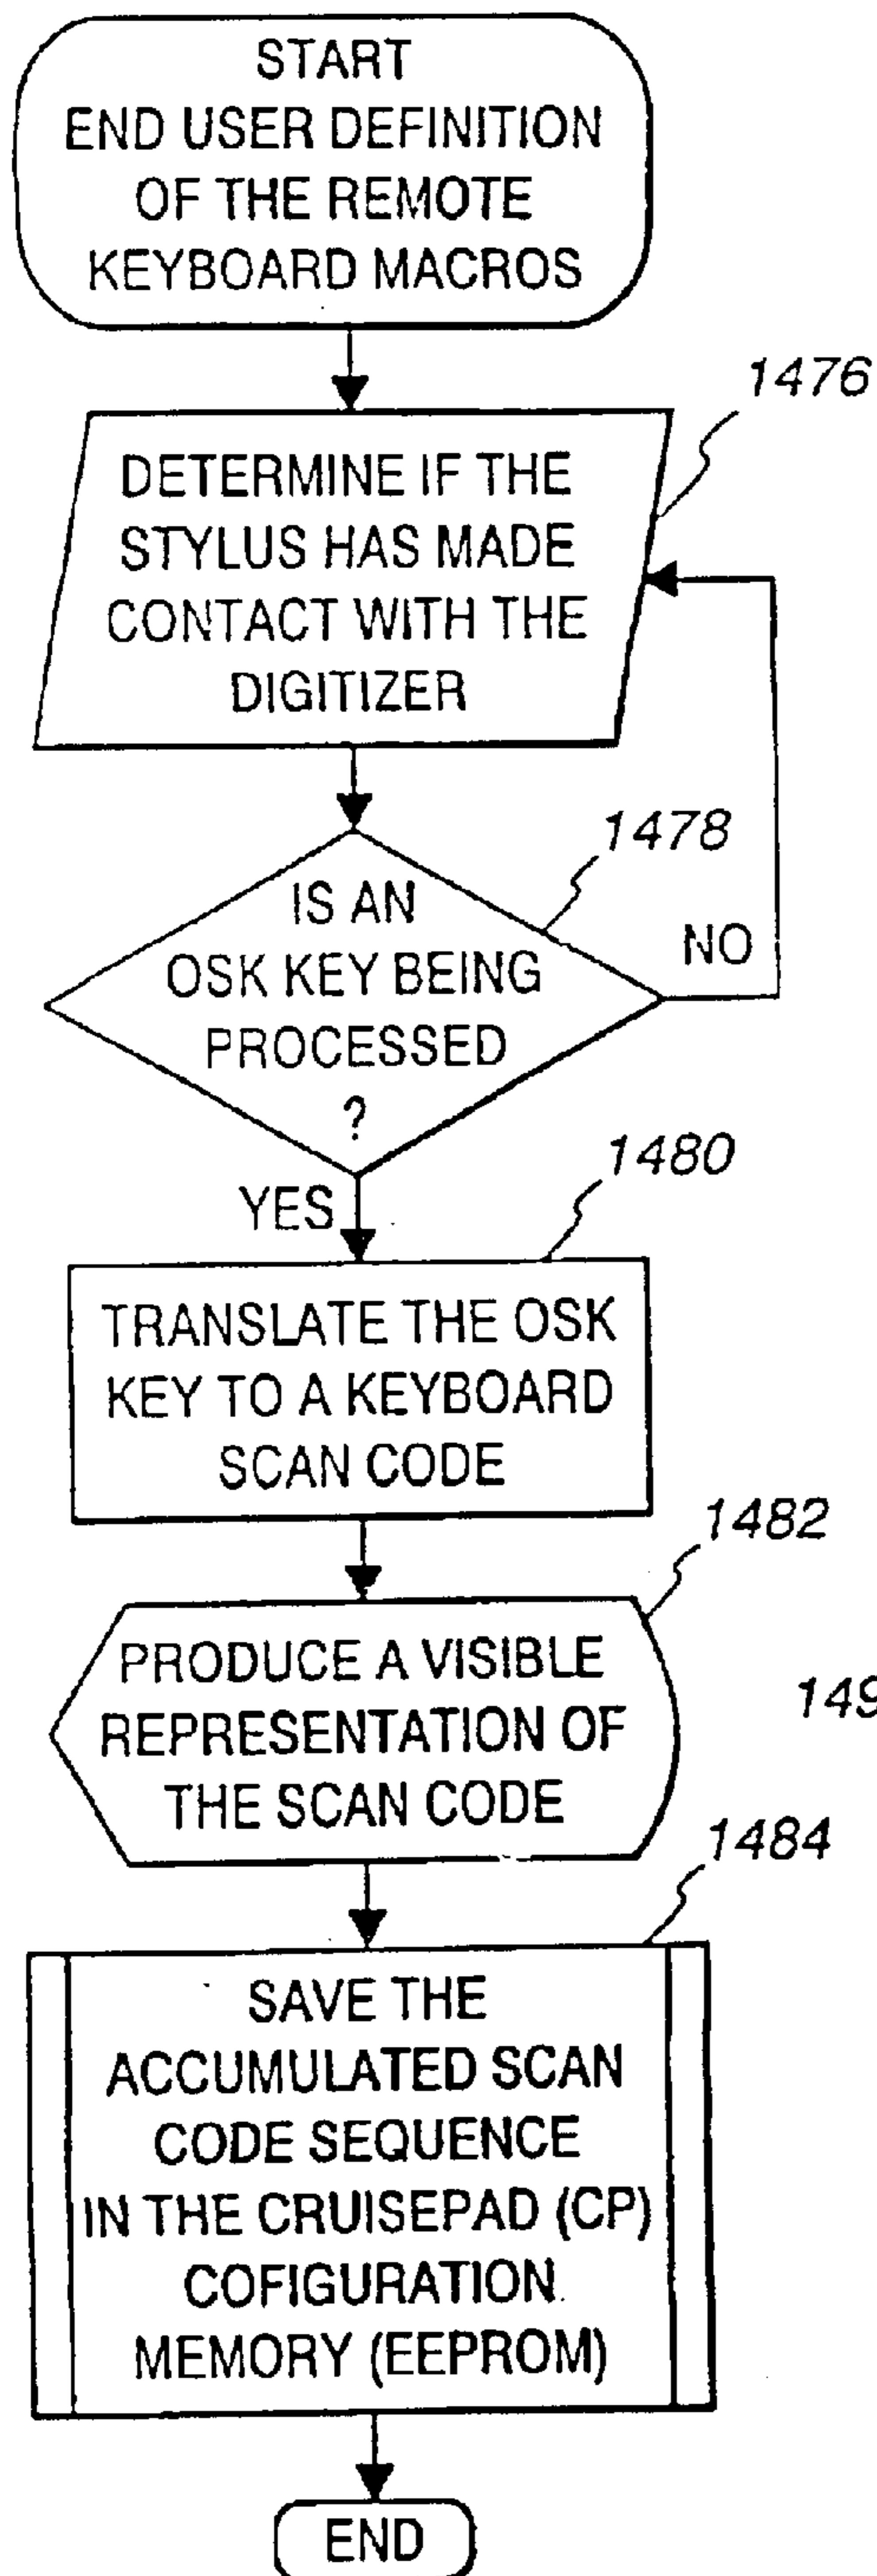 START
END USER DEFINITION
OF THE REMOTE
KEYBOARD MACROS
1476
DETERMINE IF THE
STYLUS HAS MADE
CONTACT WITH THE
DIGITIZER
1478
IS AN
OSK KEY BEING
PROCESSED
?
NO
YES
1480
TRANSLATE THE OSK
KEY TO A KEYBOARD
SCAN CODE
1482
PRODUCE A VISIBLE
REPRESENTATION OF
THE SCAN CODE
149
1484
SAVE THE
ACCUMULATED SCAN
CODE SEQUENCE
IN THE CRUISEPAD (CP)
COFIGURATION
MEMORY (EEPROM)
END